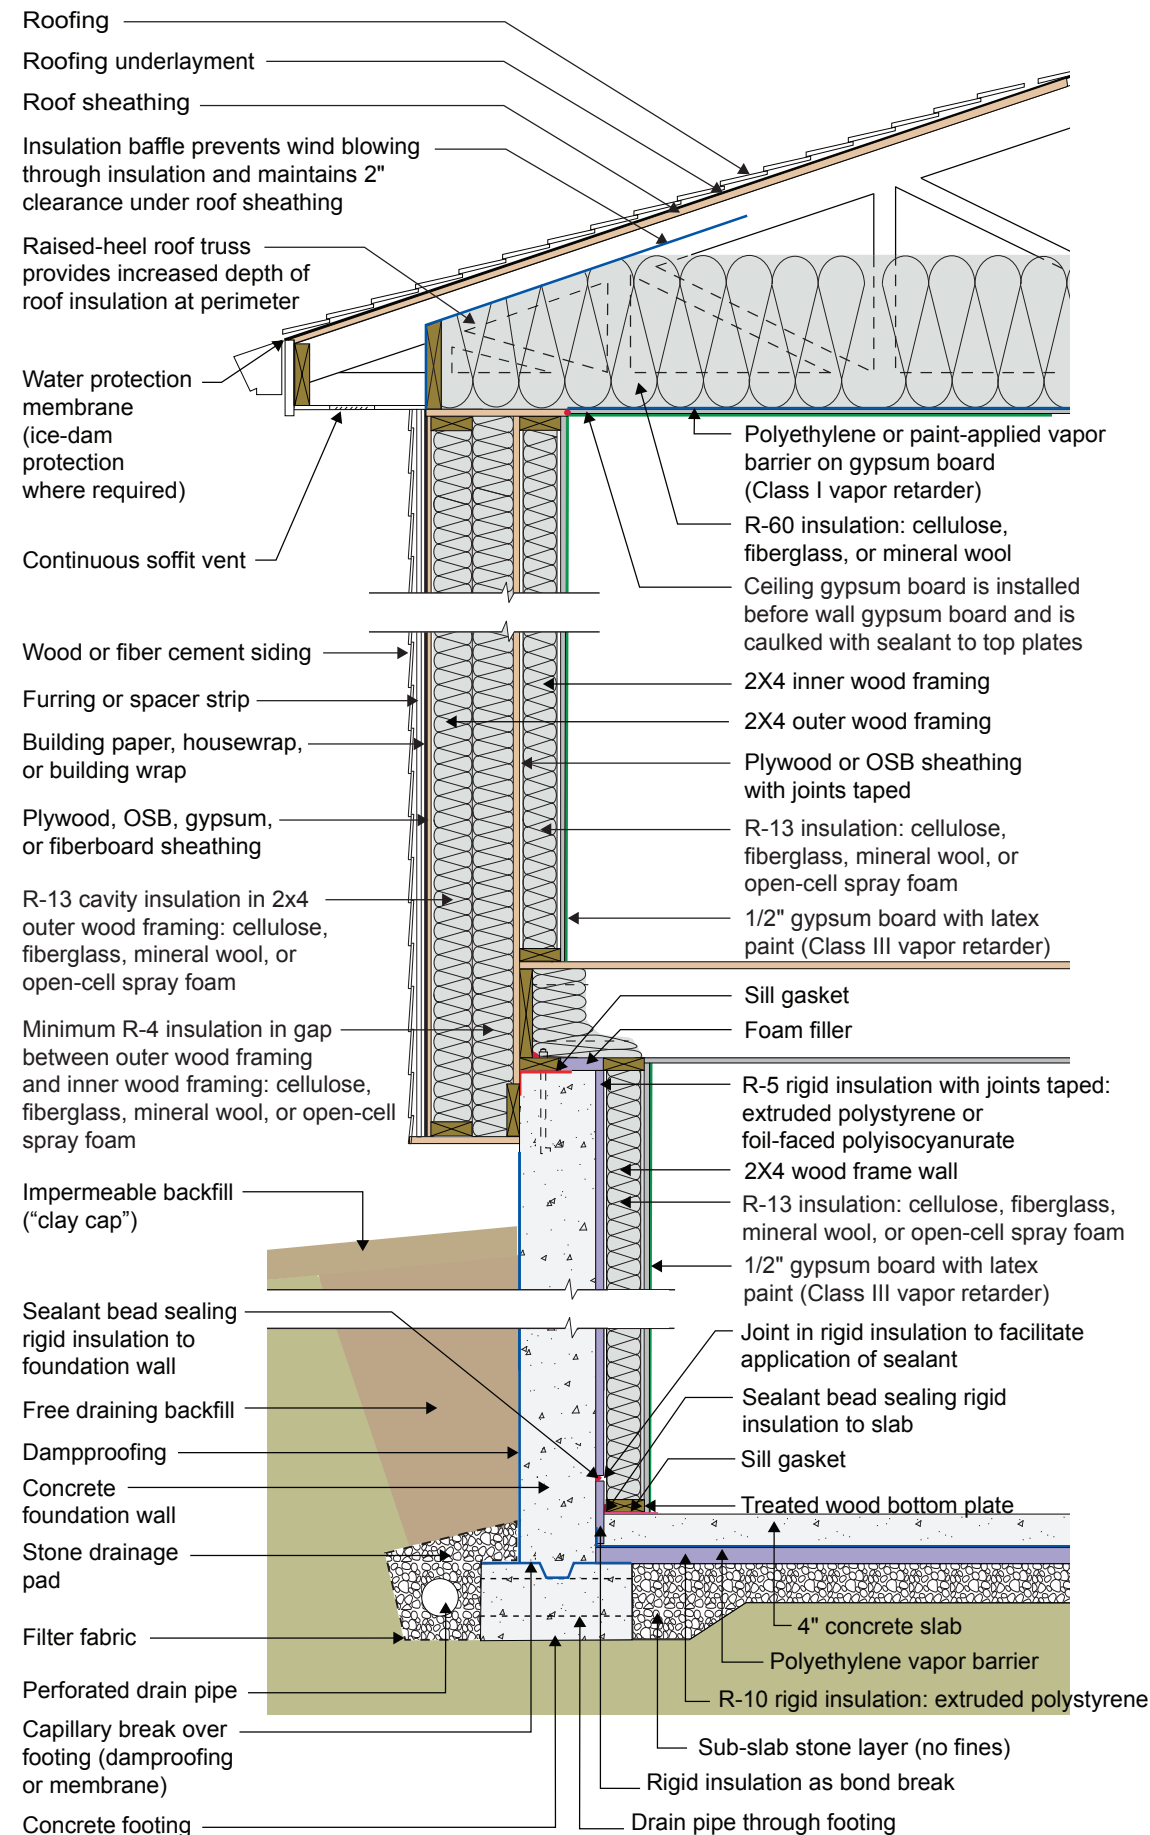 Roofing
Roofing underlayment
Roof sheathing
Insulation baffle prevents wind blowing
through insulation and maintains 2"
clearance under roof sheathing
Raised-heel roof truss
provides increased depth of
roof insulation at perimeter
Water protection
membrane
(ice-dam
protection
where required)
Continuous soffit vent
Wood or fiber cement siding
Furring or spacer strip
Building paper, housewrap,
or building wrap
Plywood, OSB, gypsum,
or fiberboard sheathing
R-13 cavity insulation in 2x4
outer wood framing: cellulose,
fiberglass, mineral wool, or
open-cell spray foam
Minimum R-4 insulation in gap
between outer wood framing
and inner wood framing: cellulose,
fiberglass, mineral wool, or open-cell
spray foam
Impermeable backfill
(“clay cap”)
Sealant bead sealing
rigid insulation to
foundation wall
Free draining backfill
Dampproofing
Concrete
foundation wall
Stone drainage
pad
Filter fabric
Perforated drain pipe
Capillary break over
footing (damproofing
or membrane)
Concrete footing
Polyethylene or paint-applied vapor
barrier on gypsum board
(Class I vapor retarder)
R-60 insulation: cellulose,
fiberglass, or mineral wool
Ceiling gypsum board is installed
before wall gypsum board and is
caulked with sealant to top plates
2X4 inner wood framing
2X4 outer wood framing
Plywood or OSB sheathing
with joints taped
R-13 insulation: cellulose,
fiberglass, mineral wool, or
open-cell spray foam
1/2" gypsum board with latex
paint (Class III vapor retarder)
Sill gasket
Foam filler
R-5 rigid insulation with joints taped:
extruded polystyrene or
foil-faced polyisocyanurate
2X4 wood frame wall
R-13 insulation: cellulose, fiberglass,
mineral wool, or open-cell spray foam
1/2" gypsum board with latex
paint (Class III vapor retarder)
Joint in rigid insulation to facilitate
application of sealant
Sealant bead sealing rigid
insulation to slab
Sill gasket
Treated wood bottom plate
4" concrete slab
Polyethylene vapor barrier
R-10 rigid insulation: extruded polystyrene
Sub-slab stone layer (no fines)
Rigid insulation as bond break
Drain pipe through footing